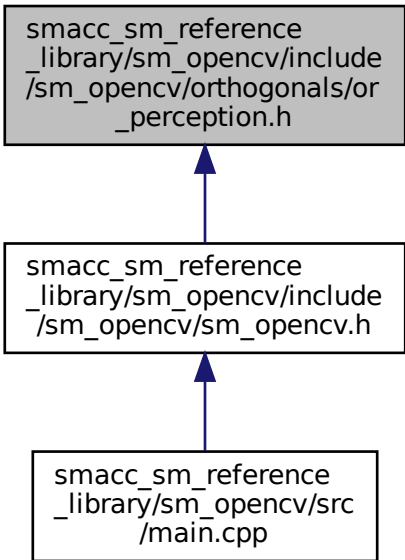 smacc_sm_reference
_library/sm_opencv/include
/sm_opencv/orthogonals/or
_perception.h
smacc_sm_reference
_library/sm_opencv/include
/sm_opencv/sm_opencv.h
smacc_sm_reference
_library/sm_opencv/src
/main.cpp